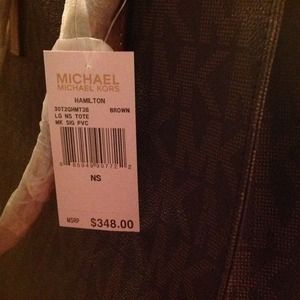 MICHAEL
MICHAEL KORS
HAMILTON
30T2GHMT3B BROWN
LG NS TOTE
MK SIG PVC
NS
MSRP $348.00